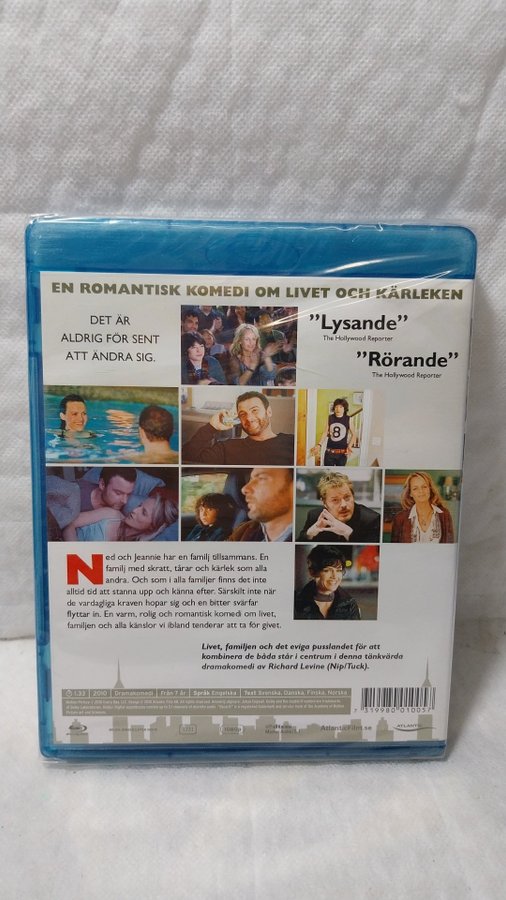 EN ROMANTISK KOMEDI OM LIVET OCH KÄRLEKEN
DET ÄR
ALDRIG FÖR SENT
ATT ÄNDRA SIG.
”Lysande”
The Hollywood Reporter
”Rörande”
The Hollywood Reporter
8
Ned och Jeannie har en familj tillsammans. En
familj med skratt, tårar och kärlek som alla
andra. Och som i alla familjer finns det inte
alltid tid att stanna upp och känna efter. Särskilt inte när
de vardagliga kraven hopar sig och en bitter svärfar
flyttar in. En varm, rolig och romantisk komedi om livet,
familjen och alla känslor vi ibland tenderar att ta för givet.
Livet, familjen och det eviga pusslandet för att
kombinera de båda står i centrum i denna tänkvärda
dramakomedi av Richard Levine (Nip/Tuck).
1.33 2010 Dramakomedi Från 7 år Språk Engelska Text Svenska, Danska, Finska, Norska
7 319980 010057
1080p
AtlanticFilm.se
ATLANTIC